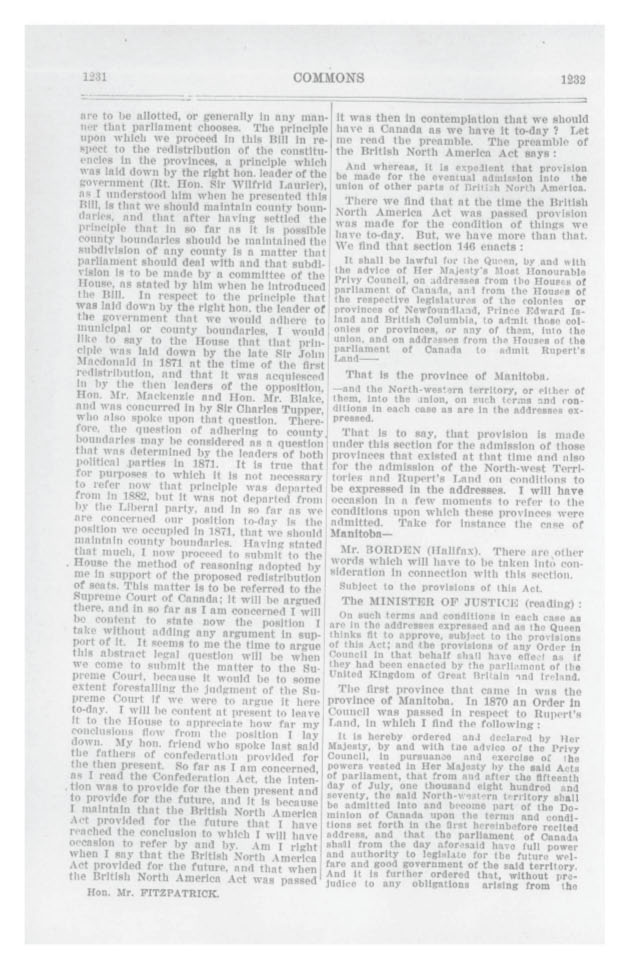 1231
COMMONS
1232
are to be allotted, or generally in any man-
ner that parliament chooses. The principle
upon which we proceed in this Bill in re-
spect to the redistribution of the constitu-
encies in the provinces, a principle which
was laid down by the right hon. leader of the
government (Rt. Hon. Sir Wilfrid Laurier),
as I understood him when he presented this
Bill, is that we should maintain county boun-
daries, and that after having settled the
principle that in so far as it is possible
county boundaries should be maintained the
subdivision of any county is a matter that
parliament should deal with and that subdi-
vision is to be made by a committee of the
House, as stated by him when he introduced
the Bill. In respect to the principle that
was laid down by the right hon. the leader of
the government that we would adhere to
municipal or county boundaries, I would
like to say to the House that that prin-
ciple was laid down by the late Sir John
Macdonald in 1871 at the time of the first
redistribution, and that it was acquiesced
in by the then leaders of the opposition,
Hon. Mr. Mackenzie and Hon. Mr. Blake,
and was concurred in by Sir Charles Tupper,
who also spoke upon that question. There-
fore, the question of adhering to county
boundaries may be considered as a question
that was determined by the leaders of both
political parties in 1871. It is true that
for purposes to which it is not necessary
to refer now that principle was departed
from in 1882, but it was not departed from
by the Liberal party, and in so far as we
are concerned our position to-day is the
position we occupied in 1871, that we should
maintain county boundaries. Having stated
that much, I now proceed to submit to the
House the method of reasoning adopted by
me in support of the proposed redistribution
of seats. This matter is to be referred to the
Supreme Court of Canada; it will be argued
there, and in so far as I am concerned I will
be content to state now the position I
take without adding any argument in sup-
port of it. It seems to me the time to argue
this abstract legal question will be when
we come to submit the matter to the Su-
preme Court, because it would be to some
extent forestalling the judgment of the Su-
preme Court if we were to argue it here
to-day. I will be content at present to leave
it to the House to appreciate how far my
conclusions flow from the position I lay
down. My hon. friend who spoke last said
the fathers of confederation provided for
the then present. So far as I am concerned,
as I read the Confederation Act, the inten-
tion was to provide for the then present and
to provide for the future, and it is because
I maintain that the British North America
Act provided for the future that I have
reached the conclusion to which I will have
occasion to refer by and by. Am I right
when I say that the British North America
Act provided for the future, and that when
the British North America Act was passed
Hon. Mr. FITZPATRICK.
it was then in contemplation that we should
have a Canada as we have it to-day ? Let
me read the preamble. The preamble of
the British North America Act says :
And whereas, it is expedient that provision
be made for the eventual admission into the
union of other parts of British North America.
There we find that at the time the British
North America Act was passed provision
was made for the condition of things we
have to-day. But, we have more than that.
We find that section 146 enacts :
It shall be lawful for the Queen, by and with
the advice of Her Majesty's Most Honourable
Privy Council, on addresses from the Houses of
parliament of Canada, and from the Houses of
the respective legislatures of the colonies or
provinces of Newfoundland, Prince Edward Is-
land and British Columbia, to admit those col-
onies or provinces, or any of them, into the
union, and on addresses from the Houses of the
parliament of Canada to admit Rupert's
Land——
That is the province of Manitoba.
—and the North-western territory, or either of
them, into the union, on such terms and con-
ditions in each case as are in the addresses ex-
pressed.
That is to say, that provision is made
under this section for the admission of those
provinces that existed at that time and also
for the admission of the North-west Terri-
tories and Rupert's Land on conditions to
be expressed in the addresses. I will have
occasion in a few moments to refer to the
conditions upon which these provinces were
admitted. Take for instance the case of
Manitoba—
Mr. BORDEN (Halifax). There are other
words which will have to be taken into con-
sideration in connection with this section.
Subject to the provisions of this Act.
The MINISTER OF JUSTICE (reading) :
On such terms and conditions in each case as
are in the addresses expressed and as the Queen
thinks fit to approve, subject to the provisions
of this Act; and the provisions of any Order in
Council in that behalf shall have effect as if
they had been enacted by the parliament of the
United Kingdom of Great Britain and Ireland.
The first province that came in was the
province of Manitoba. In 1870 an Order in
Council was passed in respect to Rupert's
Land, in which I find the following :
It is hereby ordered and declared by Her
Majesty, by and with the advice of the Privy
Council, in pursuance and exercise of the
powers vested in Her Majesty by the said Acts
of parliament, that from and after the fifteenth
day of July, one thousand eight hundred and
seventy, the said North-western territory shall
be admitted into and become part of the Do-
minion of Canada upon the terms and condi-
tions set forth in the first hereinbefore recited
address, and that the parliament of Canada
shall from the day aforesaid have full power
and authority to legislate for the future wel-
fare and good government of the said territory.
And it is further ordered that, without pre-
judice to any obligations arising from the